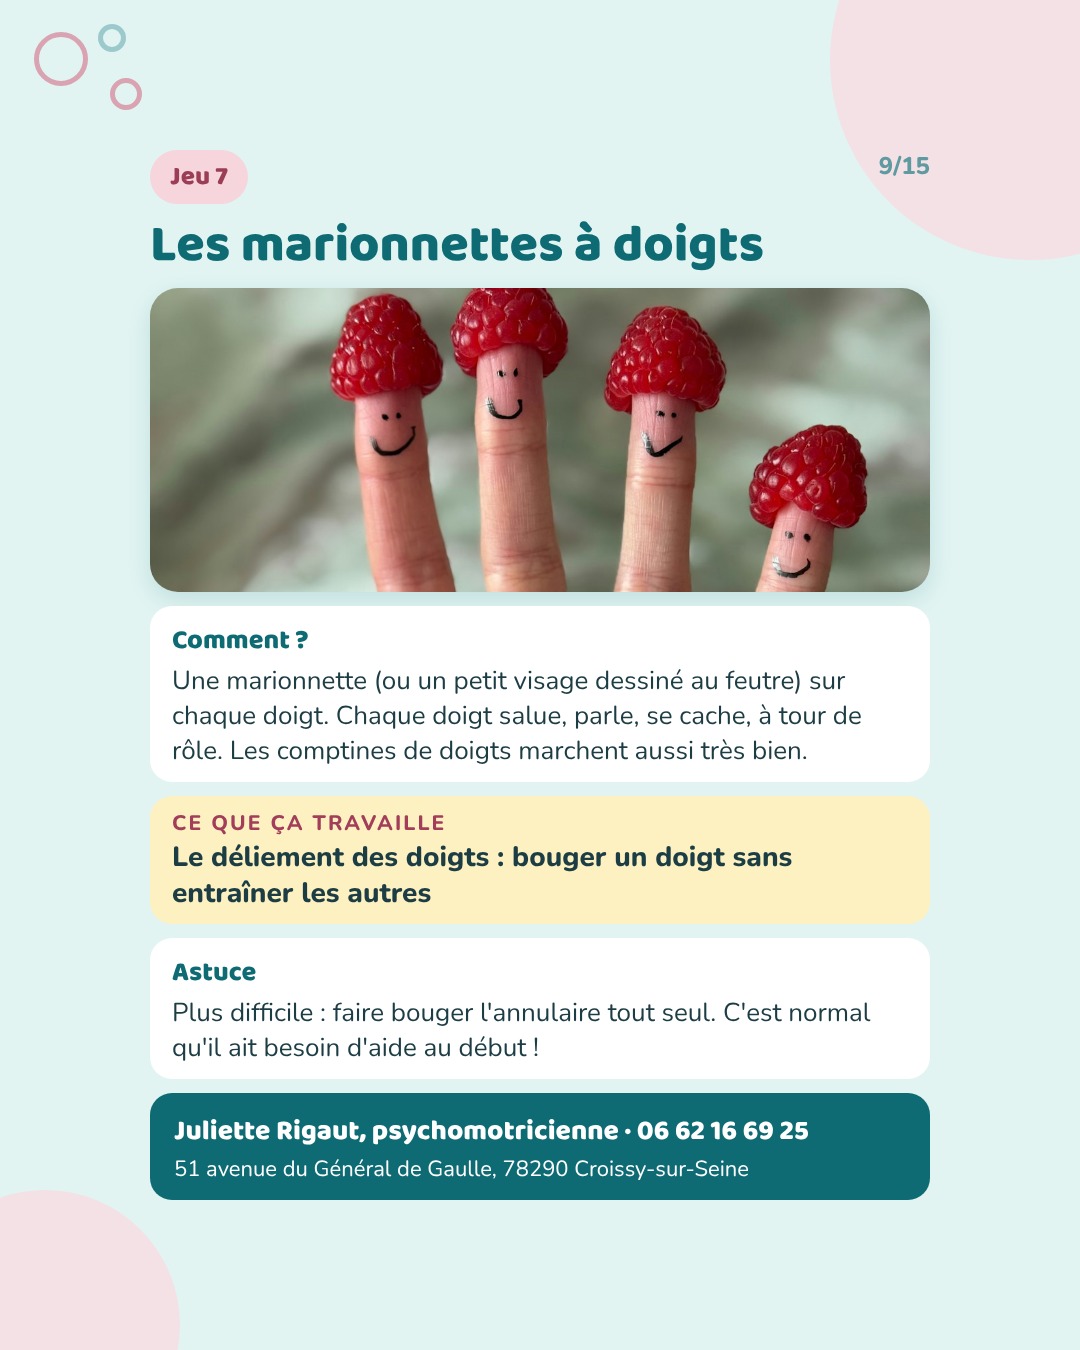 Jeu 7
9/15
Les marionnettes à doigts
Comment ?
Une marionnette (ou un petit visage dessiné au feutre) sur
chaque doigt. Chaque doigt salue, parle, se cache, à tour de
rôle. Les comptines de doigts marchent aussi très bien.
CE QUE ÇA TRAVAILLE
Le déliement des doigts : bouger un doigt sans
entraîner les autres
Astuce
Plus difficile : faire bouger l'annulaire tout seul. C'est normal
qu'il ait besoin d'aide au début !
Juliette Rigaut, psychomotricienne · 06 62 16 69 25
51 avenue du Général de Gaulle, 78290 Croissy-sur-Seine